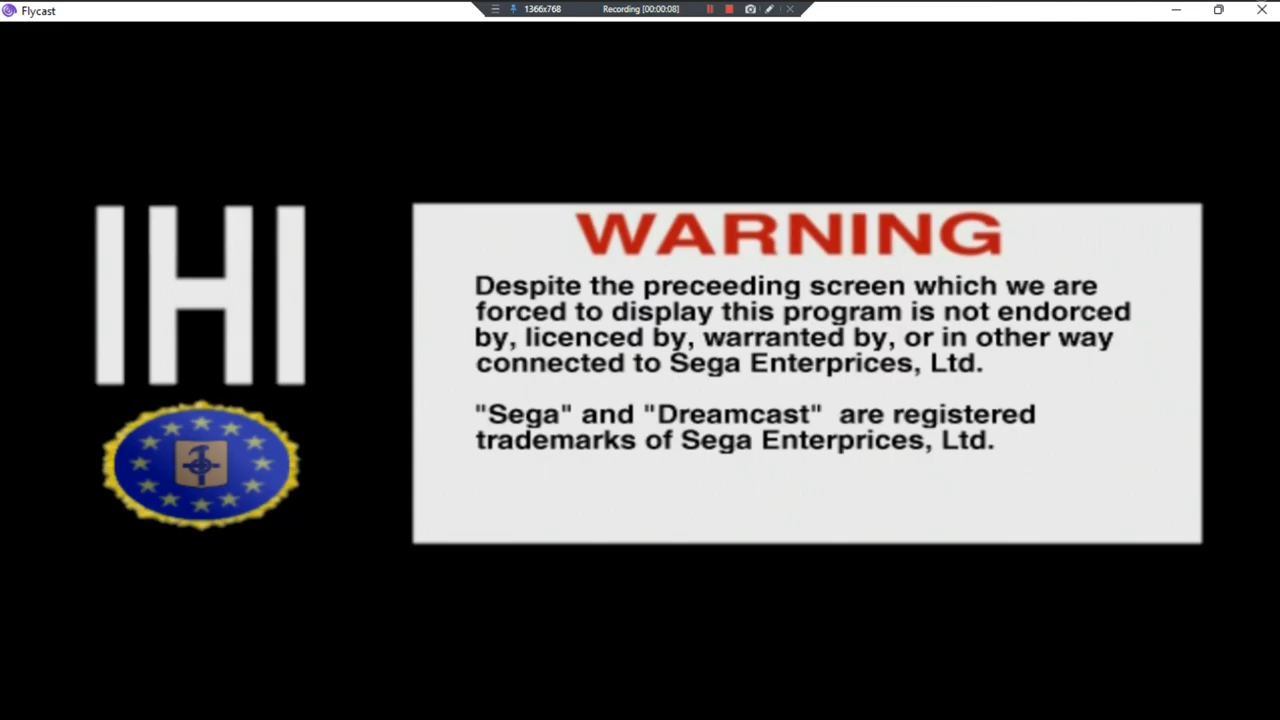 Flycast
1366x768
Recording [00:00:08]
IHI
WARNING
Despite the preceeding screen which we are
forced to display this program is not endorced
by, licenced by, warranted by, or in other way
connected to Sega Enterprices, Ltd.
"Sega" and "Dreamcast" are registered
trademarks of Sega Enterprices, Ltd.